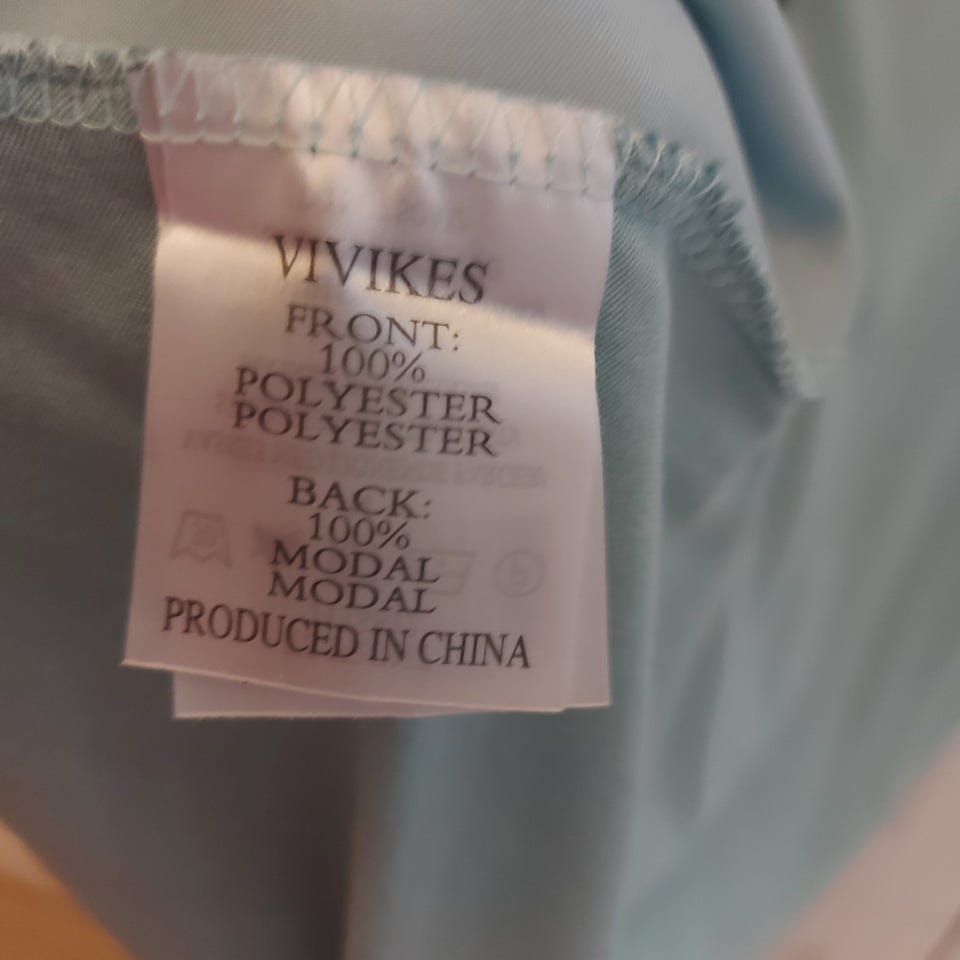 VIVIKES
FRONT:
100%
POLYESTER
POLYESTER
BACK:
100%
MODAL
MODAL
PRODUCED IN CHINA